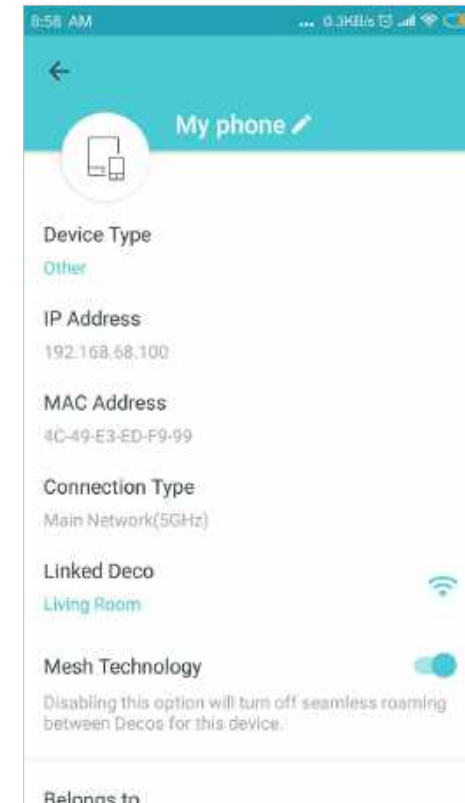 8:58 AM ... 0.3KB/s
My phone
Device Type
Other
IP Address
192.168.68.100
MAC Address
4C-49-E3-ED-F9-99
Connection Type
Main Network(5GHz)
Linked Deco
Living Room
Mesh Technology
Disabling this option will turn off seamless roaming
between Decos for this device.
Belongs to